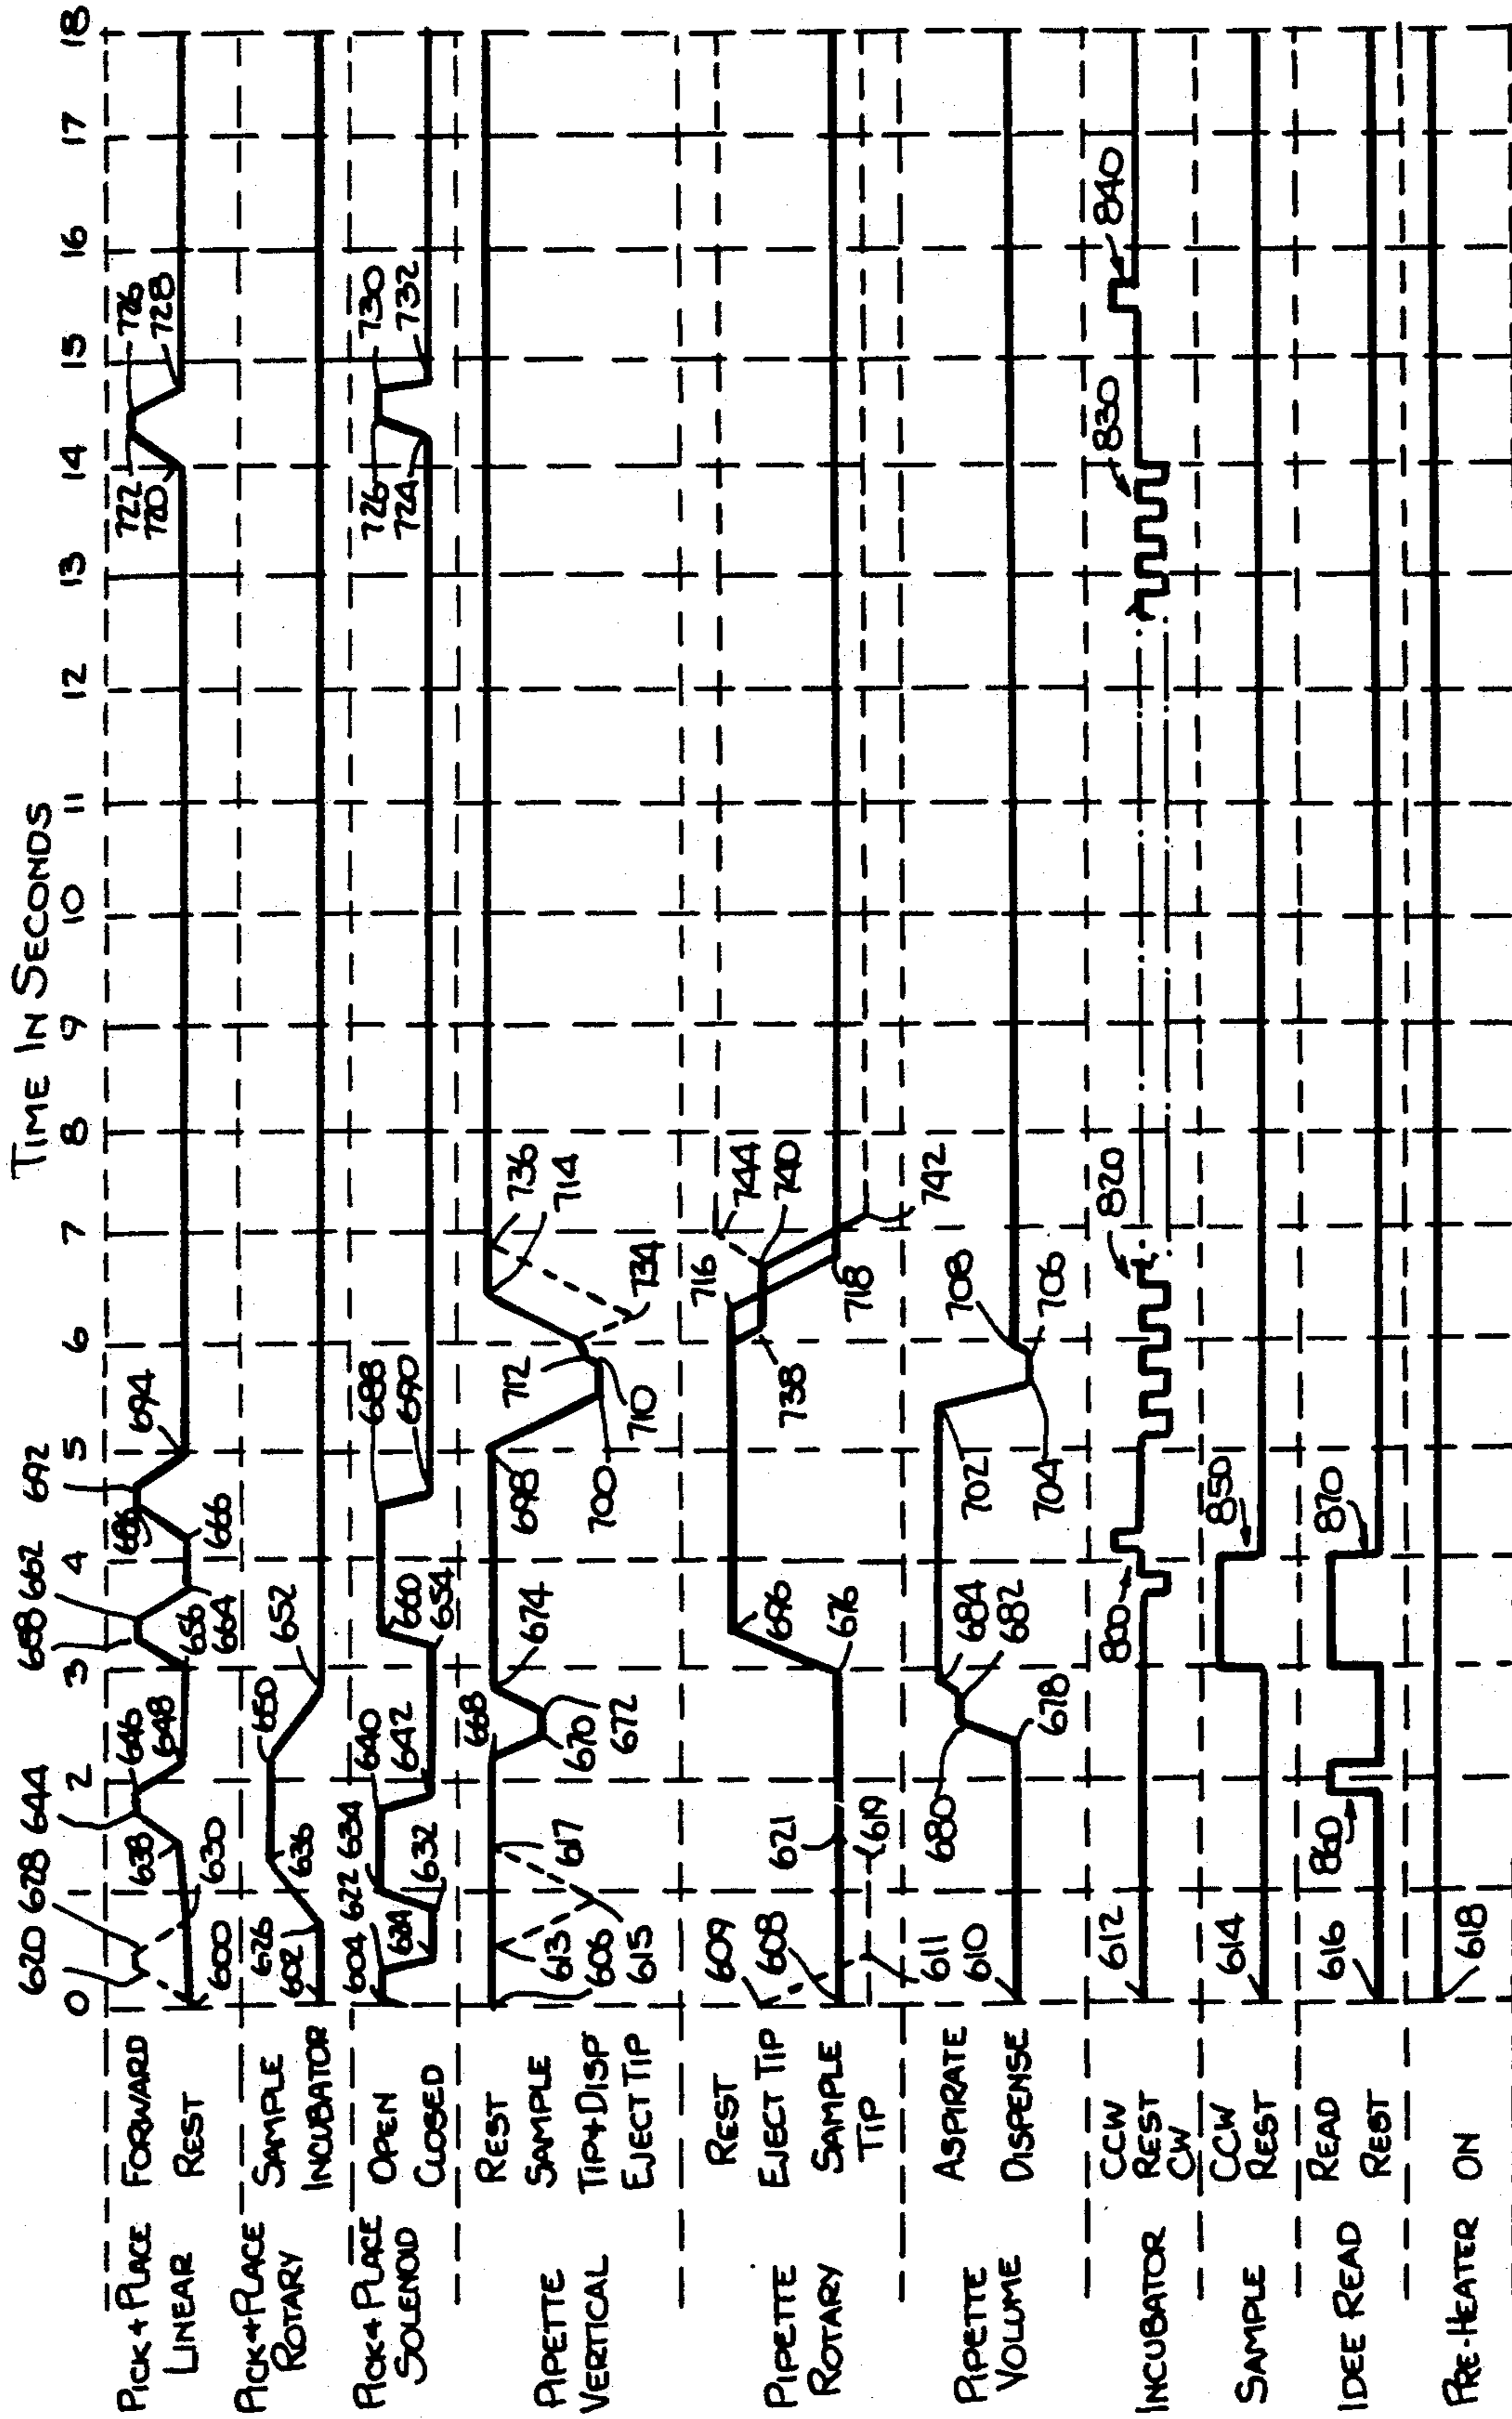 TIME IN SECONDS
0 1 2 3 4 5 6 7 8 9 10 11 12 13 14 15 16 17 18
PICK + PLACE LINEAR
FORWARD
REST
620 628 644 658 662 692
638 646 648 656 664 686 666 694
600 630
722 720 726 728
PICK + PLACE ROTARY
SAMPLE
INCUBATOR
626 602 636 650 652
PICK + PLACE SOLENOID
OPEN
CLOSED
604 622 634 640 642 660 654 688 690
624 632
726 724 730 732
PIPETTE VERTICAL
REST
SAMPLE
TIP + DISP
EJECT TIP
613 606 615 617 668 670 672 674 698 700 712 710 734 736 714
PIPETTE ROTARY
REST
EJECT TIP
SAMPLE
TIP
609 608 611 621 619 676 696 738 716 718 744 740 742
PIPETTE VOLUME
ASPIRATE
DISPENSE
610 680 678 684 682 702 704 708 706
INCUBATOR
CCW
REST
CW
612 800 820 830 840
SAMPLE
CCW
REST
614 850
IDEE READ
READ
REST
616 860 870
PRE-HEATER
ON
618